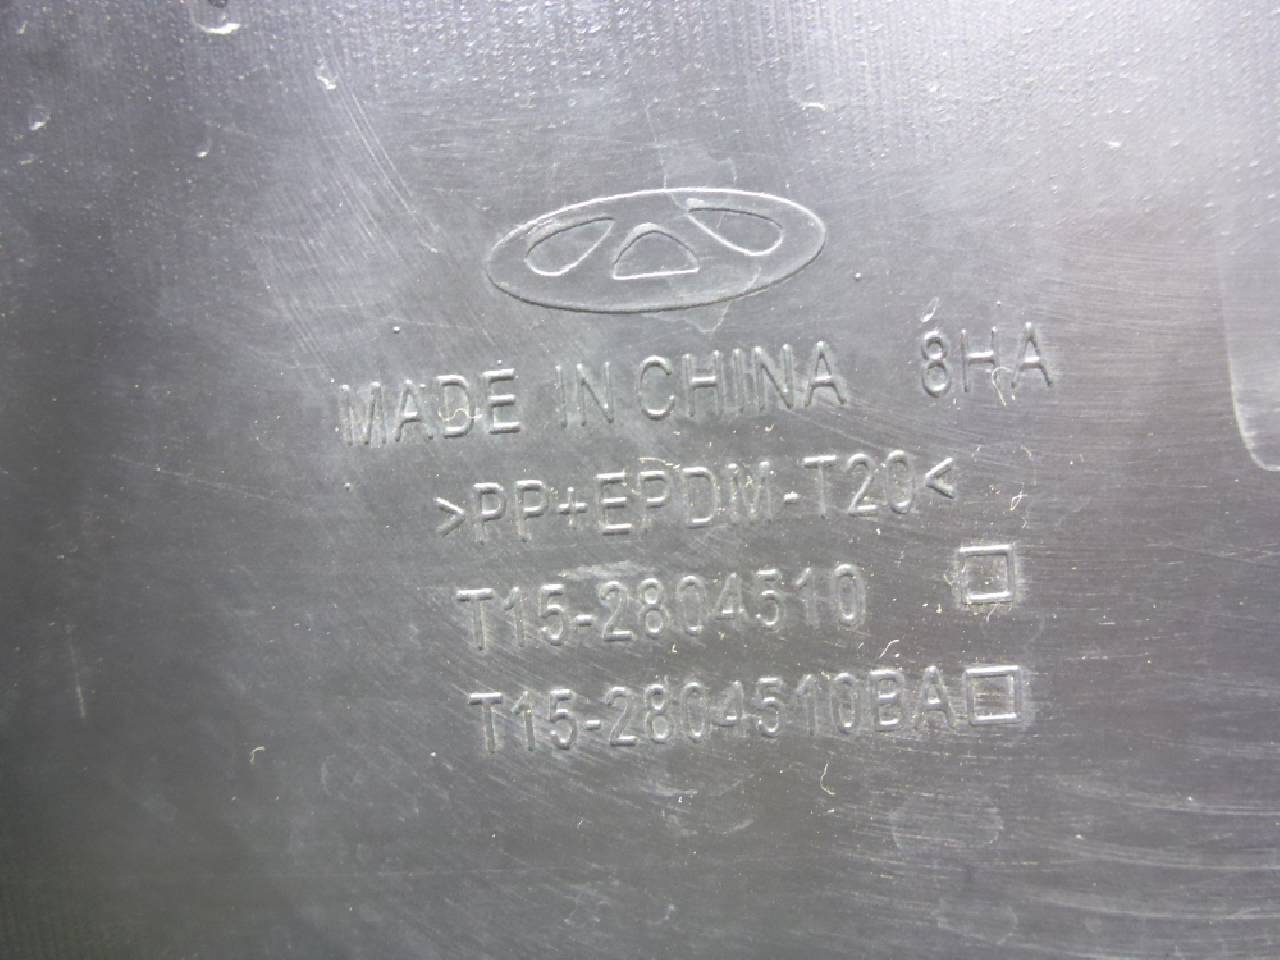 MADE IN CHINA 8HA
>PP+EPDM-T20<
T15-2804510
T15-2804510BA